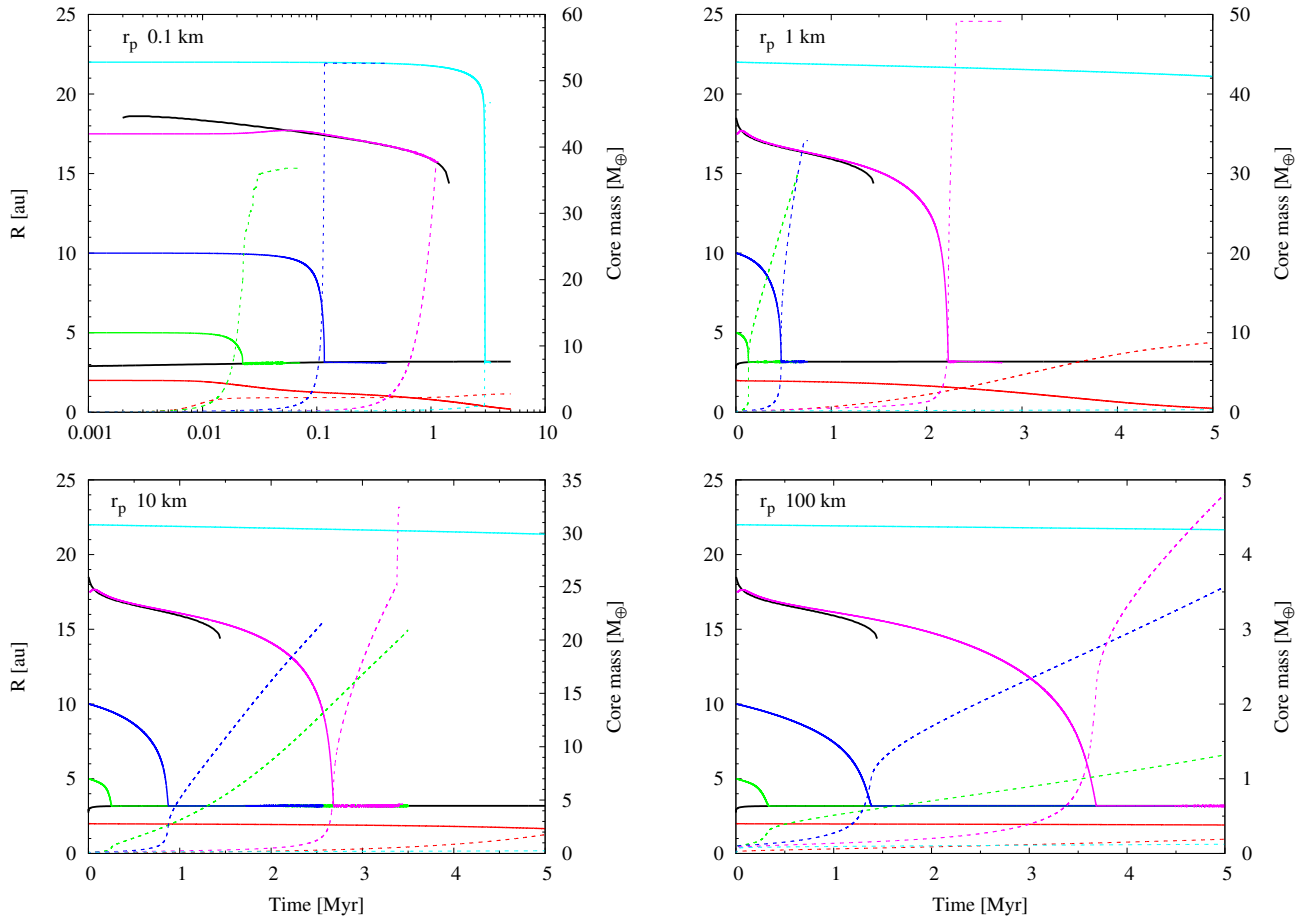 25 20 15 10 5 0
R [au]
r_p 0.1 km
60 50 40 30 20 10 0
Core mass [M⊕]
0.001 0.01 0.1 1 10
25 20 15 10 5 0
r_p 1 km
50 40 30 20 10 0
Core mass [M⊕]
0 1 2 3 4 5
25 20 15 10 5 0
R [au]
r_p 10 km
35 30 25 20 15 10 5 0
Core mass [M⊕]
0 1 2 3 4 5
Time [Myr]
25 20 15 10 5 0
r_p 100 km
5 4 3 2 1 0
Core mass [M⊕]
0 1 2 3 4 5
Time [Myr]